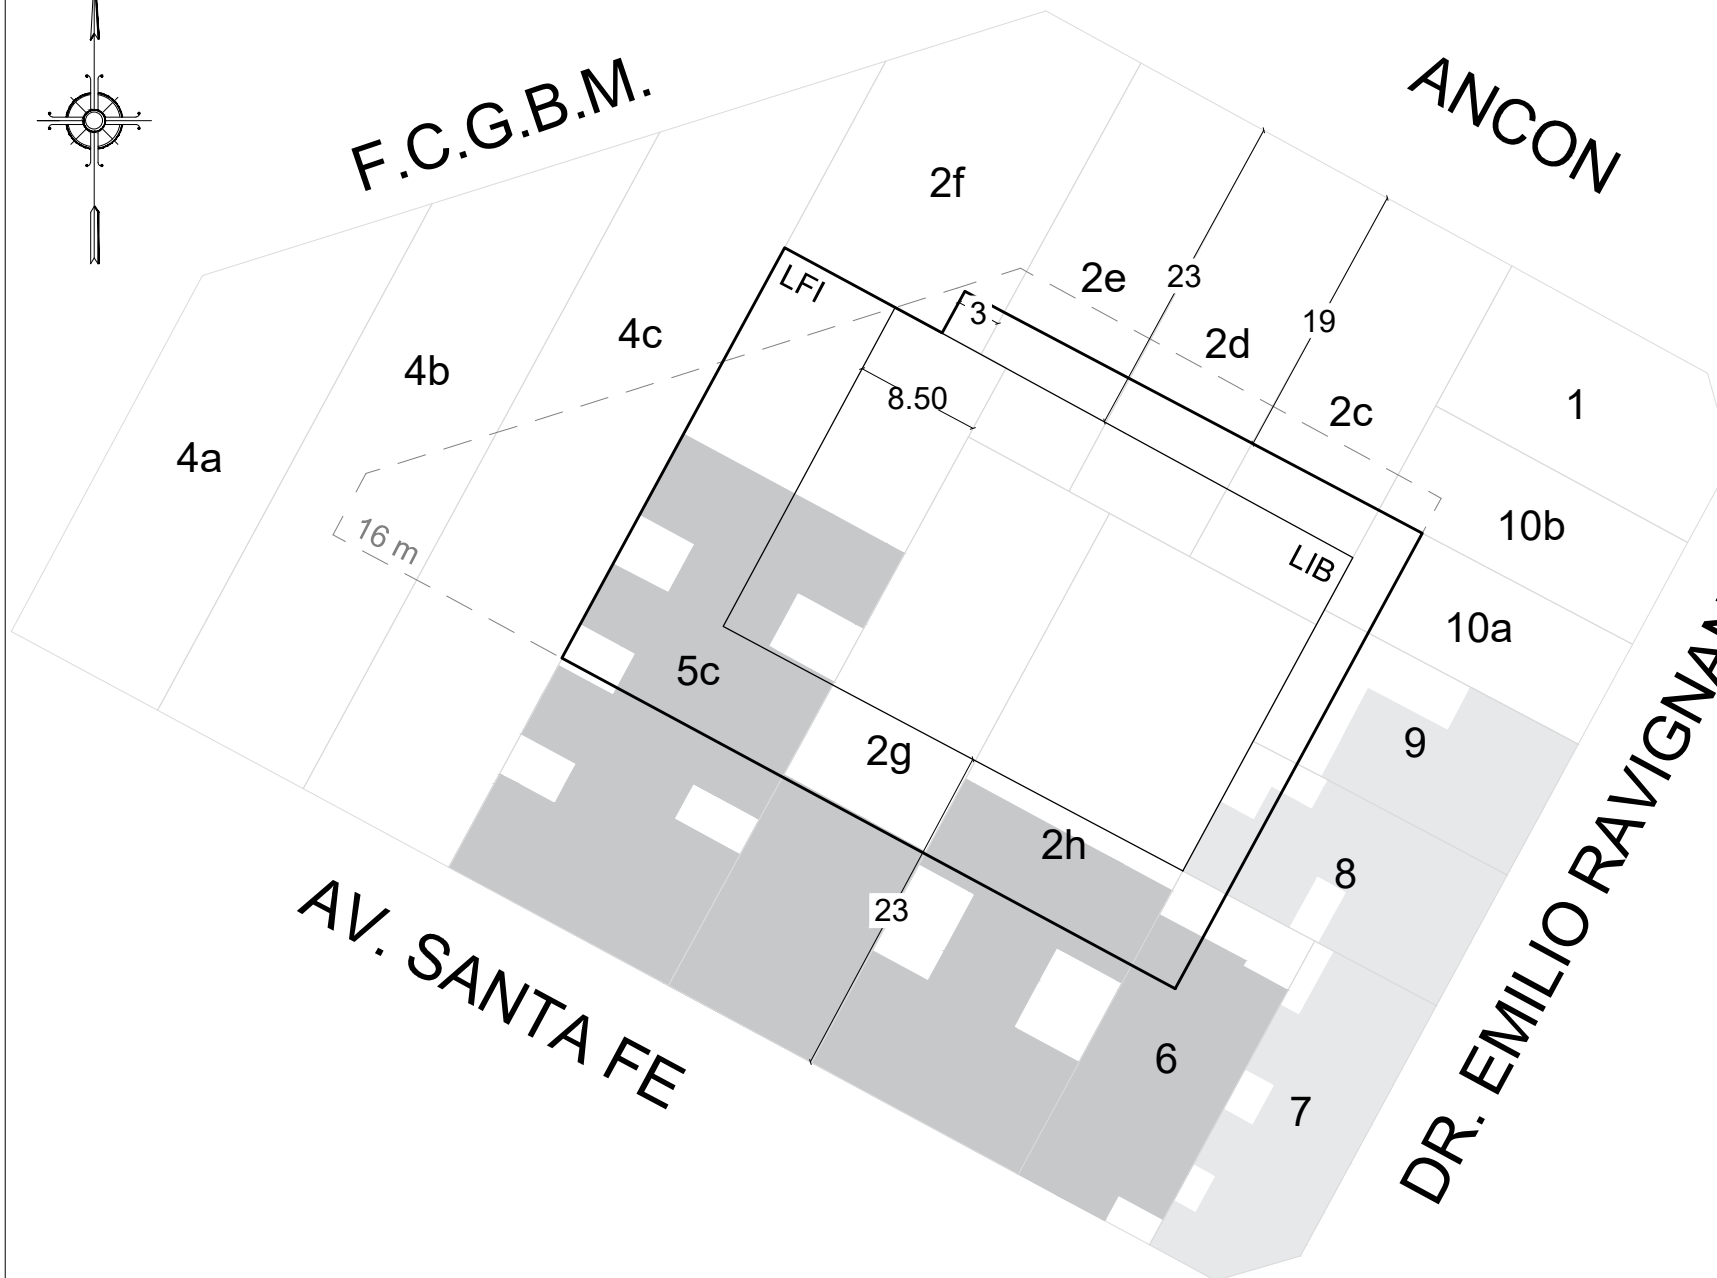 ANCON
F.C.G.B.M.
2f
LFI
2e
23
3
19
4c
2d
4b
8.50
2c
1
4a
10b
16 m
LIB
10a
5c
9
2g
2h
8
23
AV. SANTA FE
6
7
DR. EMILIO RAVIGNAN